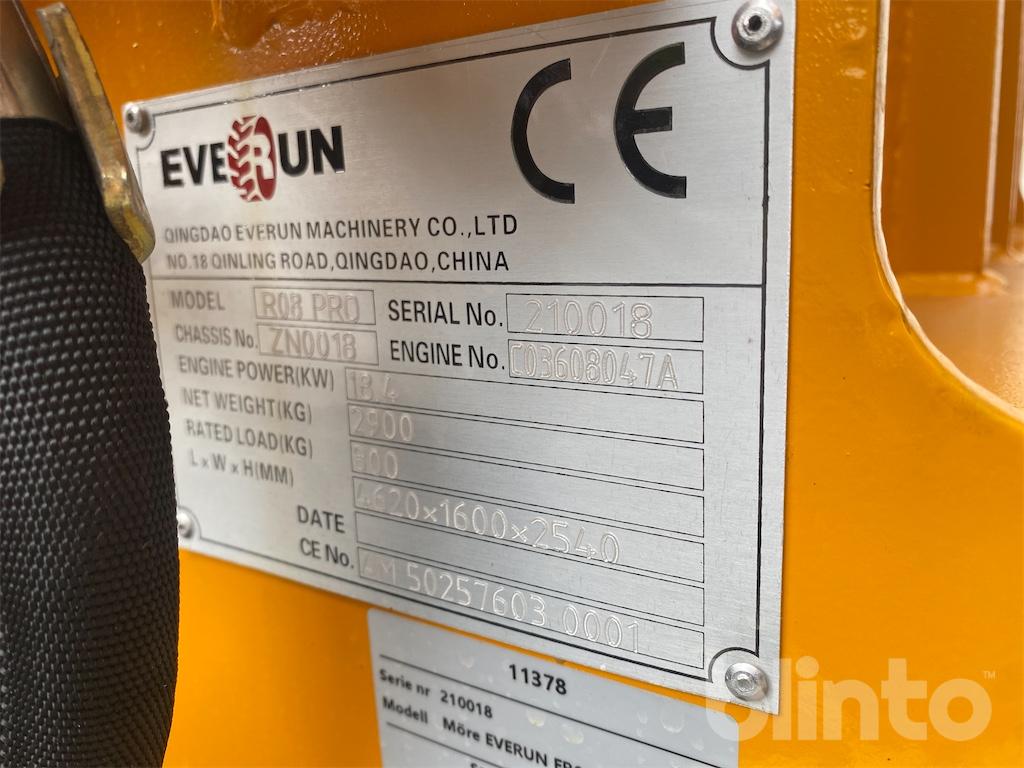 EVERUN
CE
QINGDAO EVERUN MACHINERY CO.,LTD
NO.18 QINLING ROAD,QINGDAO,CHINA
MODEL R08 PRO SERIAL No. 210018
CHASSIS No. ZN0018 ENGINE No. C03608047A
ENGINE POWER(KW) 18.4
NET WEIGHT(KG) 2900
RATED LOAD(KG) 800
L x W x H(MM) 4620×1600×2540
DATE
CE No. AM 50257603 0001
11378
Serie nr 210018
Modell Möre EVERUN
blinto™